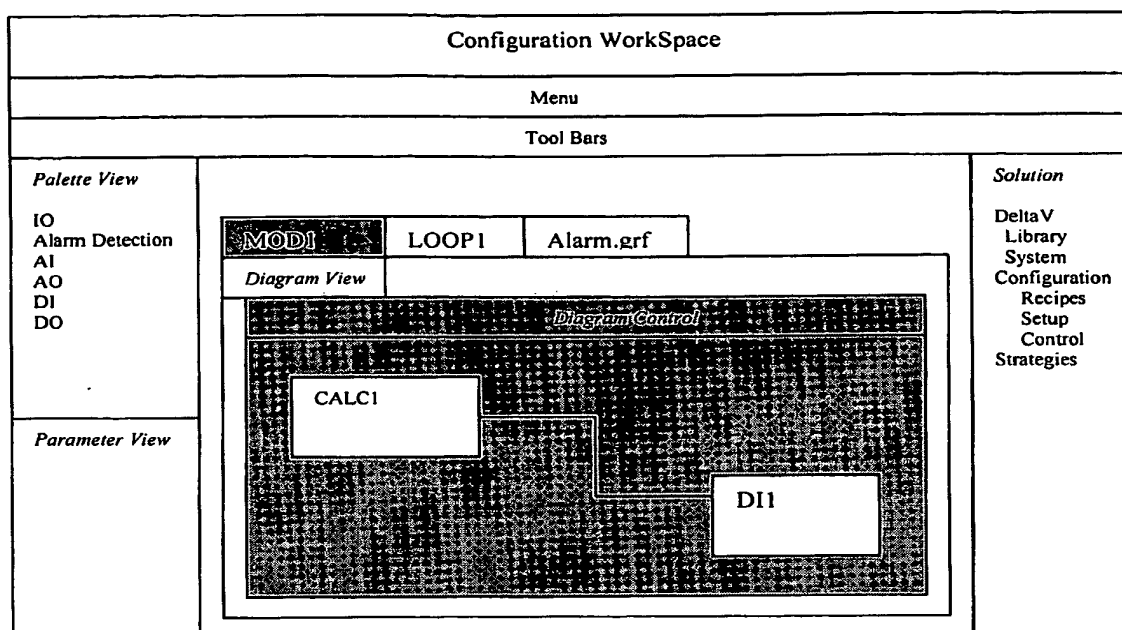 Configuration WorkSpace
Menu
Tool Bars
Palette View
IO
Alarm Detection
AI
AO
DI
DO
Parameter View
MOD1
LOOP1
Alarm.grf
Diagram View
Diagram Control
CALC1
DI1
Solution
DeltaV
Library
System
Configuration
Recipes
Setup
Control
Strategies